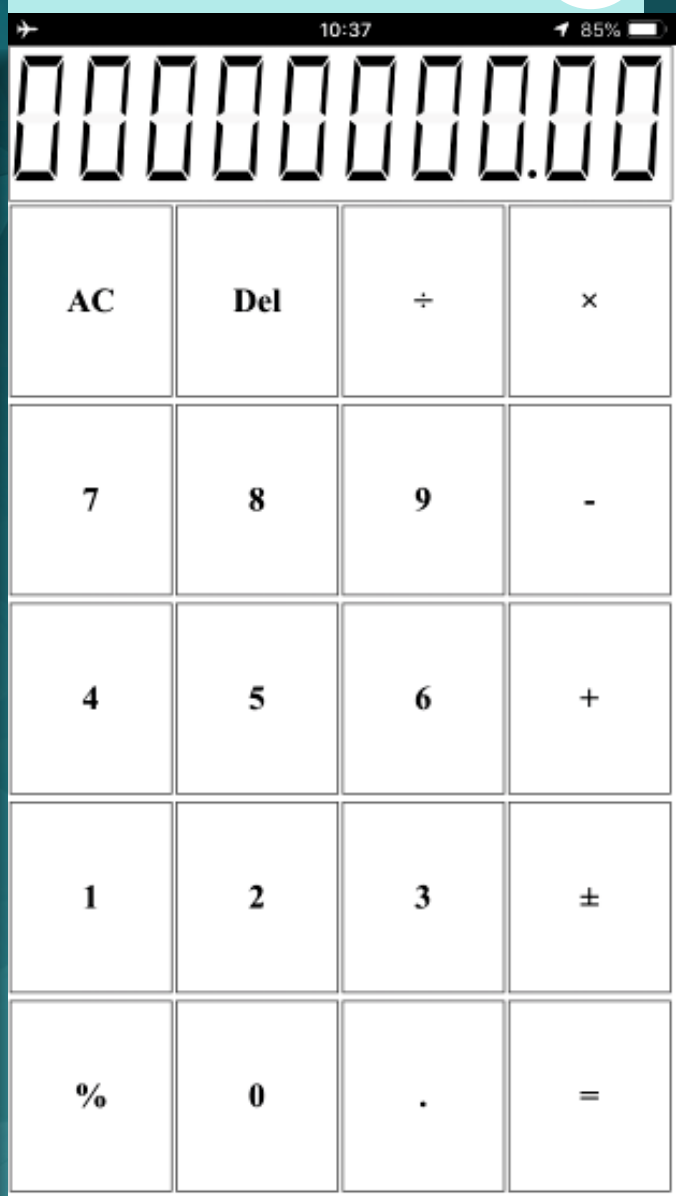 10:37 85%
00000000.00
AC Del ÷ ×
7 8 9 -
4 5 6 +
1 2 3 ±
% 0 . =